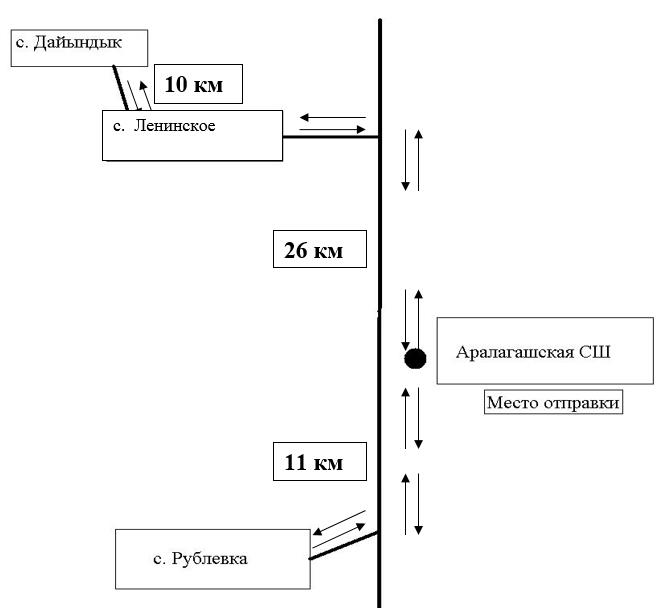 с. Дайындык
10 км
с. Ленинское
26 км
Аралагашская СШ
Место отправки
11 км
с. Рублевка